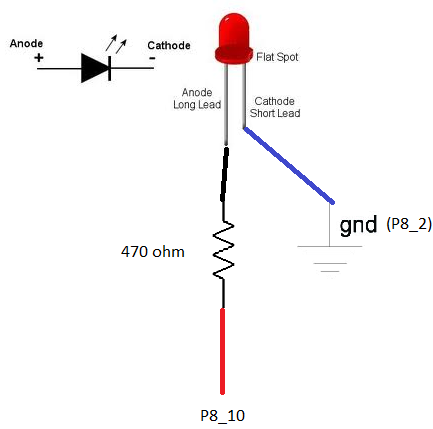 Anode
Cathode
+
-
Flat Spot
Anode
Long Lead
Cathode
Short Lead
gnd (P8_2)
470 ohm
P8_10